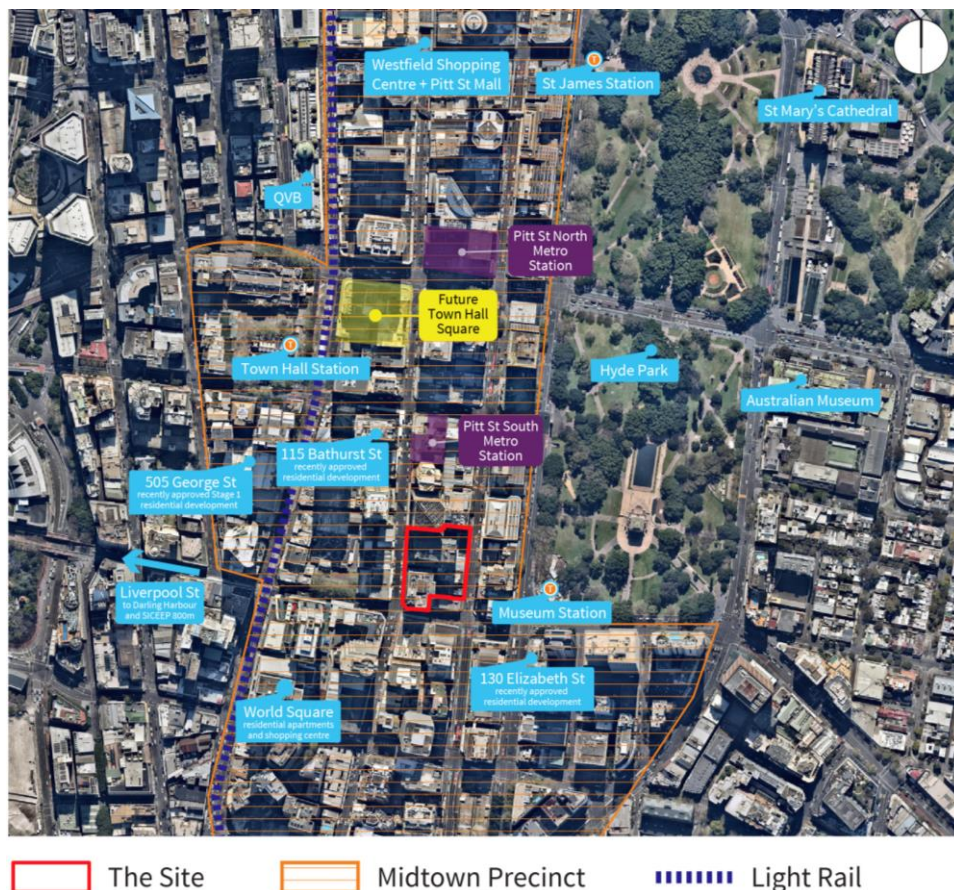 Westfield Shopping
Centre + Pitt St Mall
T
St James Station
St Mary's Cathedral
QVB
Pitt St North
Metro
Station
Future
Town Hall
Square
T
Town Hall Station
Hyde Park
Australian Museum
Pitt St South
Metro
Station
115 Bathurst St
recently approved
residential development
505 George St
recently approved Stage 1
residential development
Liverpool St
to Darling Harbour
and SICEEP 800m
T
Museum Station
130 Elizabeth St
recently approved
residential development
World Square
residential apartments
and shopping centre
The Site
Midtown Precinct
Light Rail